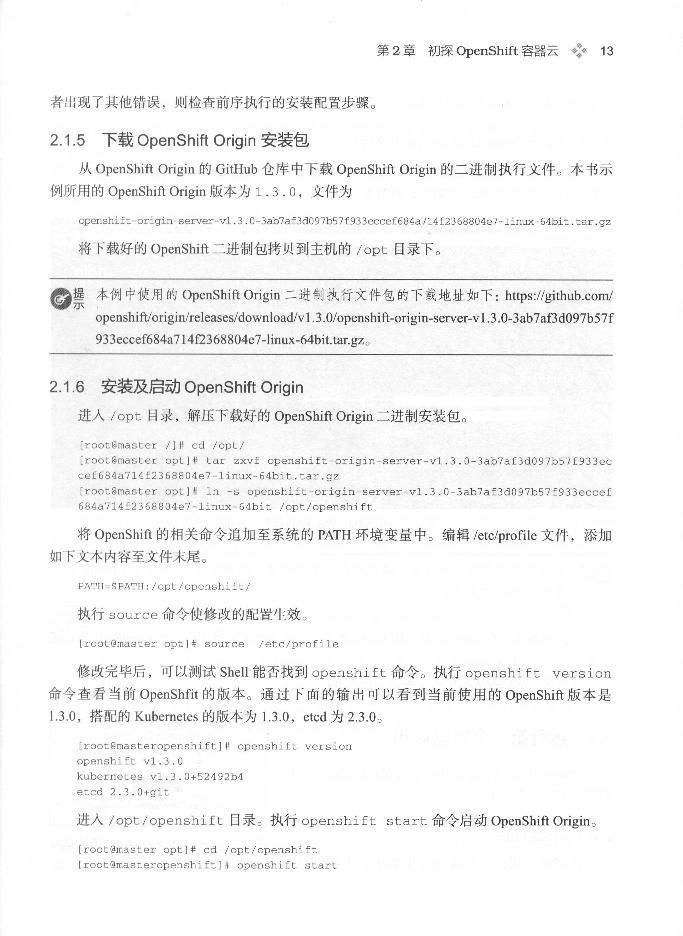 第 2 章 初探 OpenShift 容器云 13
者出现了其他错误，则检查前序执行的安装配置步骤。
2.1.5 下载 OpenShift Origin 安装包
从 OpenShift Origin 的 GitHub 仓库中下载 OpenShift Origin 的二进制执行文件。本书示
例所用的 OpenShift Origin 版本为 1.3.0，文件为
openshift-origin-server-v1.3.0-3ab7af3d097b57f933eccef684a714f2368804e7-linux-64bit.tar.gz
将下载好的 OpenShift 二进制包拷贝到主机的 /opt 目录下。
提示 本例中使用的 OpenShift Origin 二进制执行文件包的下载地址如下：https://github.com/
openshift/origin/releases/download/v1.3.0/openshift-origin-server-v1.3.0-3ab7af3d097b57f
933eccef684a714f2368804e7-linux-64bit.tar.gz。
2.1.6 安装及启动 OpenShift Origin
进入 /opt 目录，解压下载好的 OpenShift Origin 二进制安装包。
[root@master /]# cd /opt/
[root@master opt]# tar zxvf openshift-origin-server-v1.3.0-3ab7af3d097b57f933ec
cef684a714f2368804e7-linux-64bit.tar.gz
[root@master opt]# ln -s openshift-origin-server-v1.3.0-3ab7af3d097b57f933eccef
684a714f2368804e7-linux-64bit /opt/openshift
将 OpenShift 的相关命令追加至系统的 PATH 环境变量中。编辑 /etc/profile 文件，添加
如下文本内容至文件末尾。
PATH=$PATH:/opt/openshift/
执行 source 命令使修改的配置生效。
[root@master opt]# source /etc/profile
修改完毕后，可以测试 Shell 能否找到 openshift 命令。执行 openshift version
命令查看当前 OpenShfit 的版本。通过下面的输出可以看到当前使用的 OpenShift 版本是
1.3.0，搭配的 Kubernetes 的版本为 1.3.0，etcd 为 2.3.0。
[root@masteropenshift]# openshift version
openshift v1.3.0
kubernetes v1.3.0+52492b4
etcd 2.3.0+git
进入 /opt/openshift 目录。执行 openshift start 命令启动 OpenShift Origin。
[root@master opt]# cd /opt/openshift
[root@masteropenshift]# openshift start